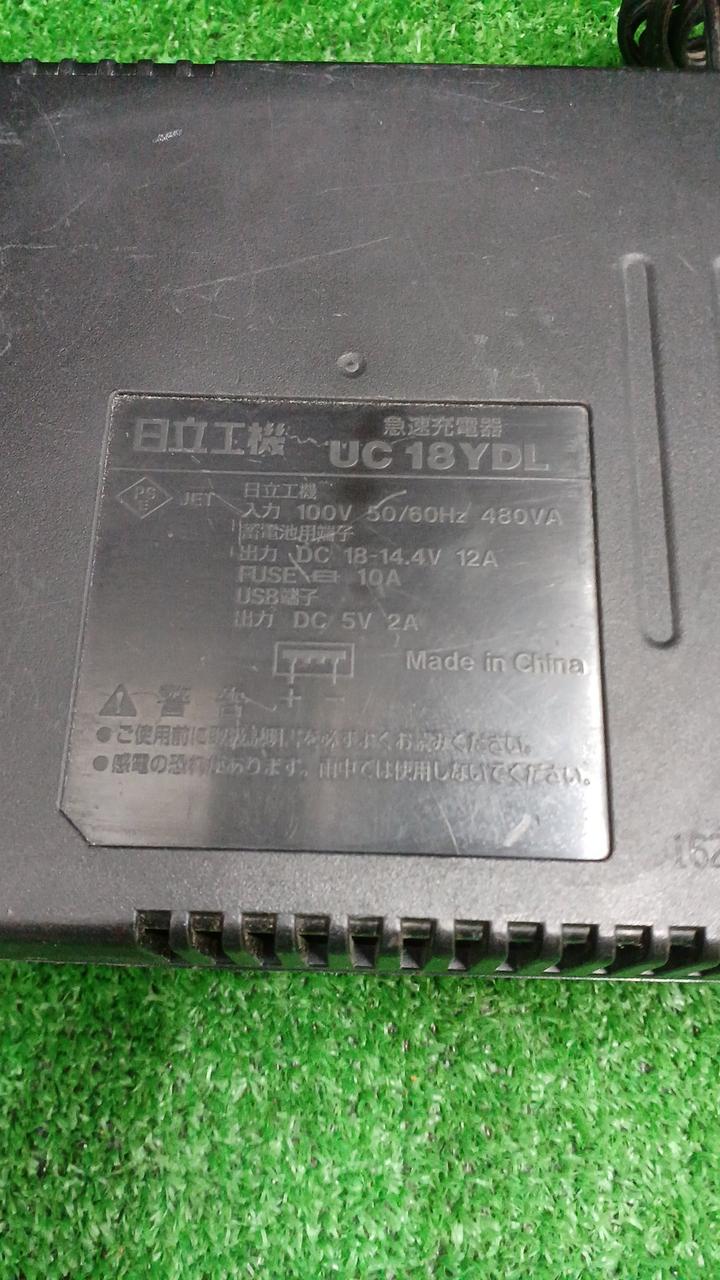 日立工機
急速充電器
UC 18YDL
PS
E
JET
日立工機
入力 100V 50/60Hz 480VA
蓄電池用端子
出力 DC 18-14.4V 12A
FUSE 10A
USB端子
出力 DC 5V 2A
Made in China
+ -
警告
●ご使用前に取扱説明書を必ずよくお読みください。
●感電の恐れがあります。雨中では使用しないでください。